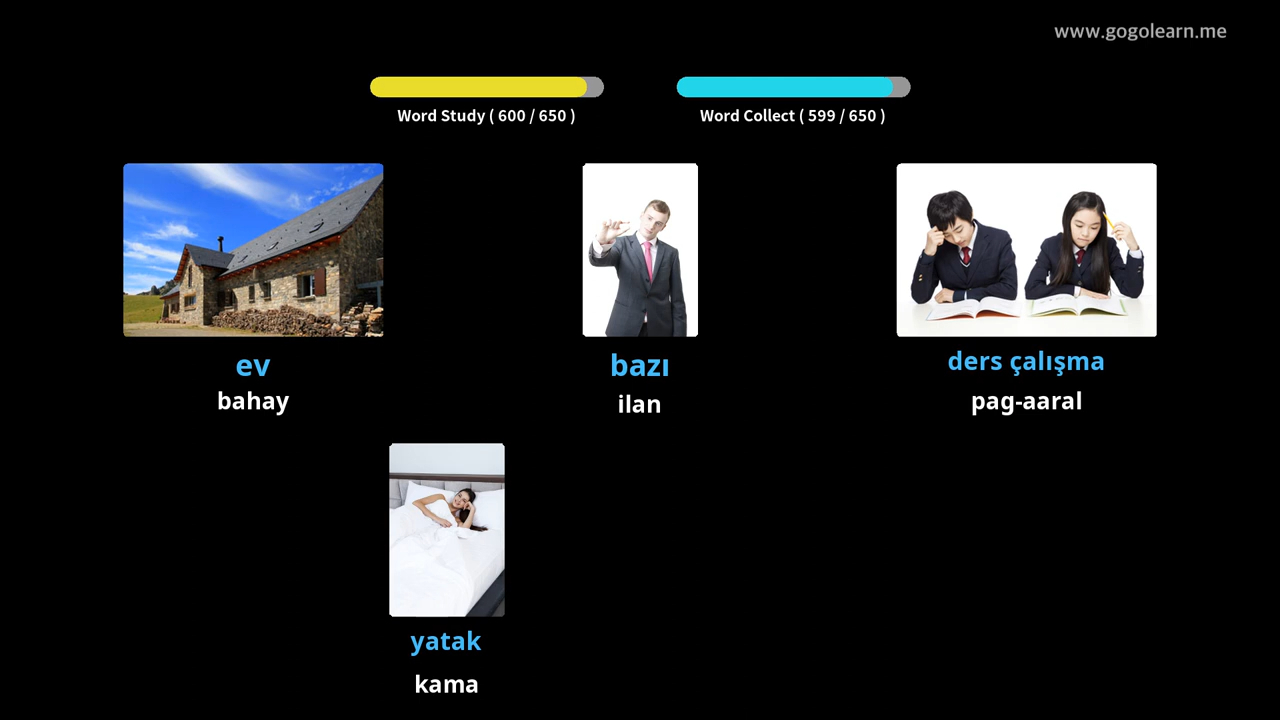 www.gogolearn.me
Word Study ( 600 / 650 )
Word Collect ( 599 / 650 )
ev
bahay
bazı
ilan
ders çalışma
pag-aaral
yatak
kama